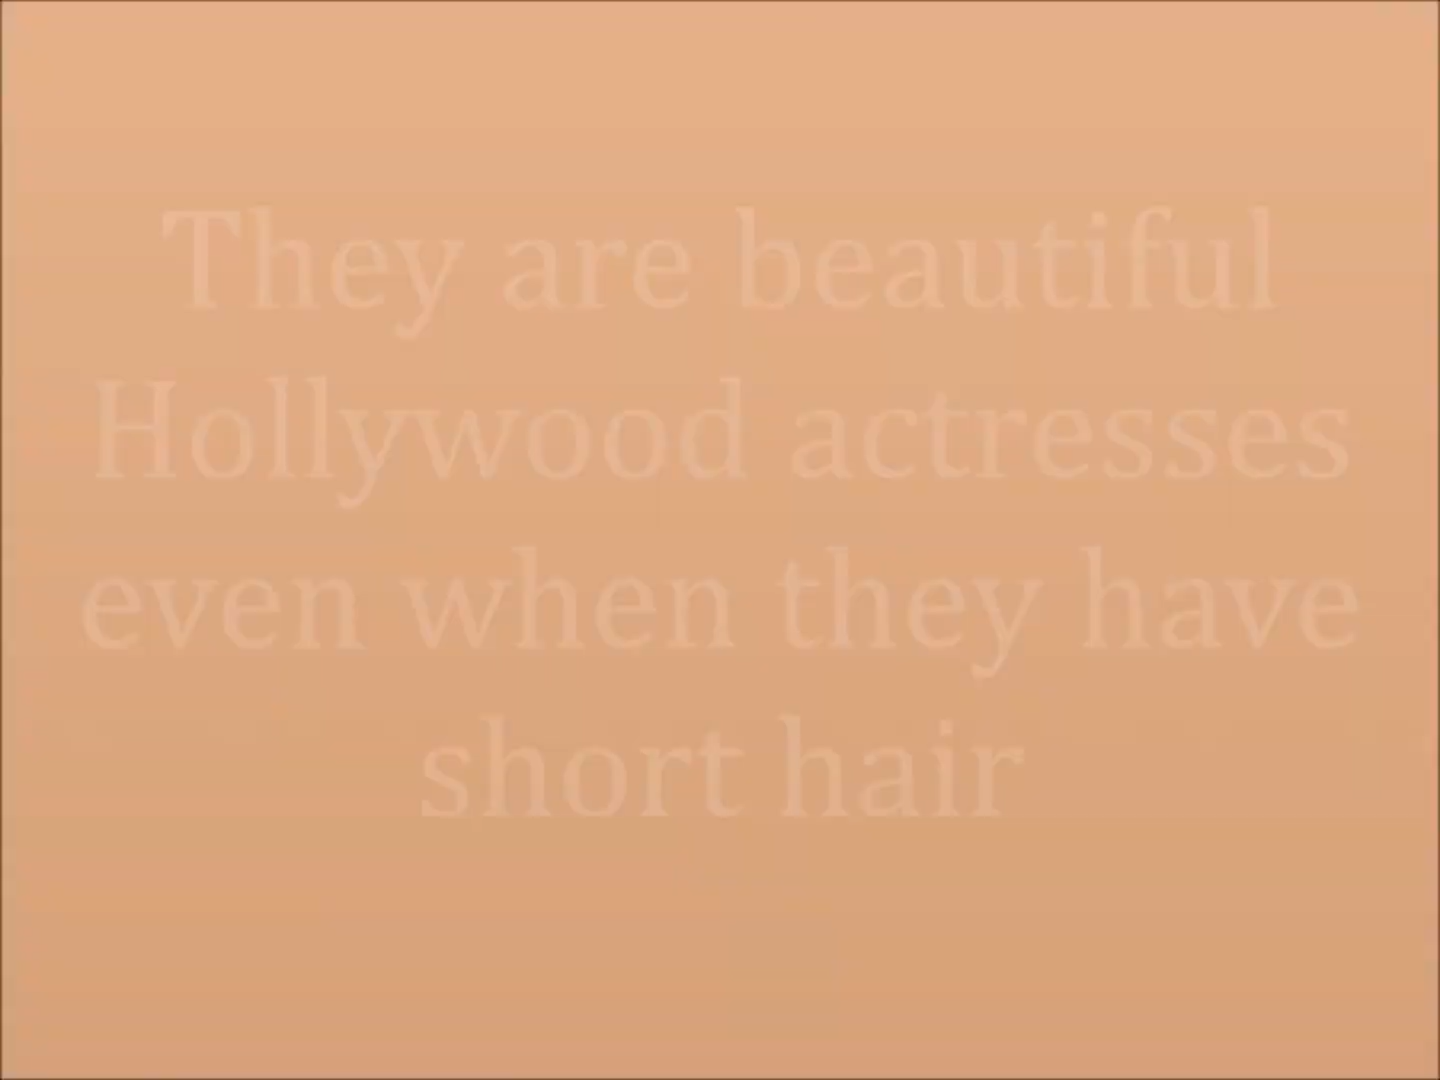 They are beautiful
Hollywood actresses
even when they have
short hair